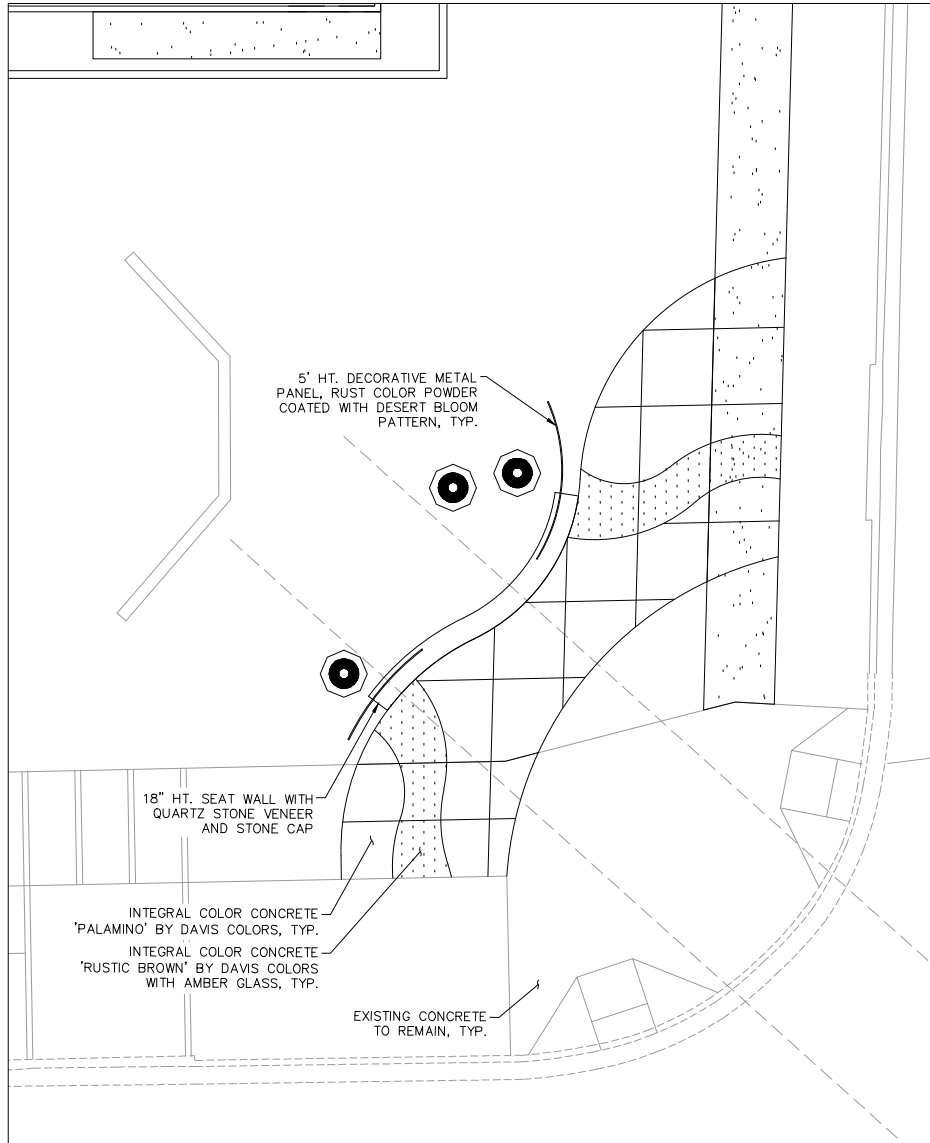 5' HT. DECORATIVE METAL
PANEL, RUST COLOR POWDER
COATED WITH DESERT BLOOM
PATTERN, TYP.
18" HT. SEAT WALL WITH
QUARTZ STONE VENEER
AND STONE CAP
INTEGRAL COLOR CONCRETE
'PALAMINO' BY DAVIS COLORS, TYP.
INTEGRAL COLOR CONCRETE
'RUSTIC BROWN' BY DAVIS COLORS
WITH AMBER GLASS, TYP.
EXISTING CONCRETE
TO REMAIN, TYP.